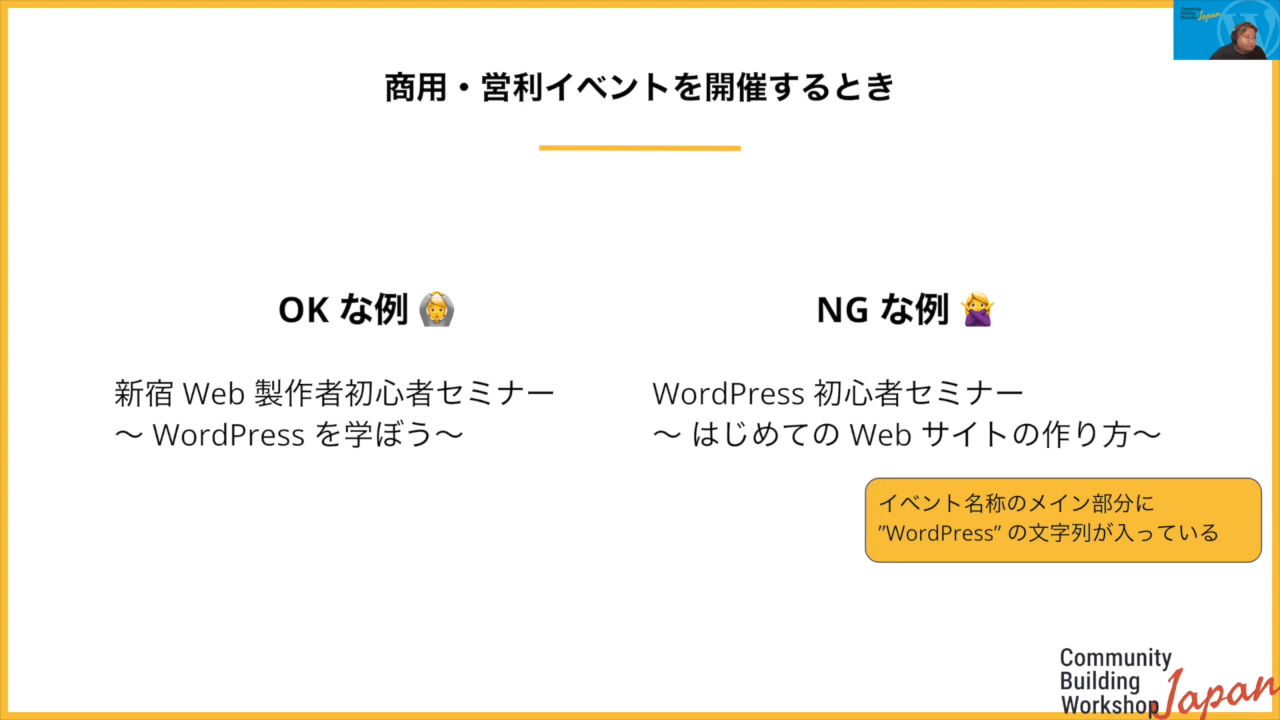 Community
Building
Workshop Japan
商用・営利イベントを開催するとき
OK な例 🙆
新宿 Web 製作者初心者セミナー
〜 WordPress を学ぼう〜
NG な例 🙅
WordPress 初心者セミナー
〜 はじめての Web サイトの作り方〜
イベント名称のメイン部分に
”WordPress” の文字列が入っている
Community
Building
Workshop Japan